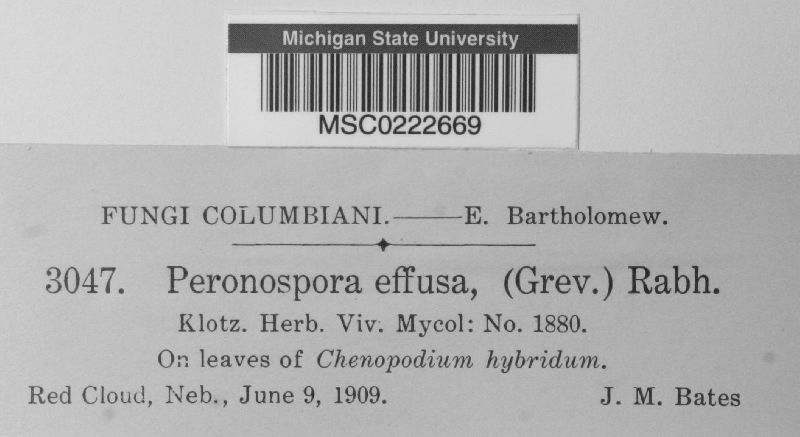 Michigan State University
MSC0222669
FUNGI COLUMBIANI.——E. Bartholomew.
3047. Peronospora effusa, (Grev.) Rabh.
Klotz. Herb. Viv. Mycol: No. 1880.
On leaves of Chenopodium hybridum.
Red Cloud, Neb., June 9, 1909. J. M. Bates